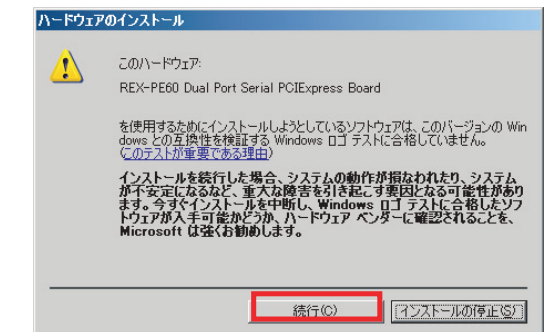 ハードウェアのインストール
このハードウェア:
REX-PE60 Dual Port Serial PCIExpress Board
を使用するためにインストールしようとしているソフトウェアは、このバージョンの Win
dows との互換性を検証する Windows ロゴ テストに合格していません。
(このテストが重要である理由)
インストールを続行した場合、システムの動作が損なわれたり、システム
が不安定になるなど、重大な障害を引き起こす要因となる可能性があり
ます。今すぐインストールを中断し、Windows ロゴ テストに合格したソフ
トウェアが入手可能かどうか、ハードウェア ベンダーに確認されることを、
Microsoft は強くお勧めします。
続行(C) インストールの停止(S)